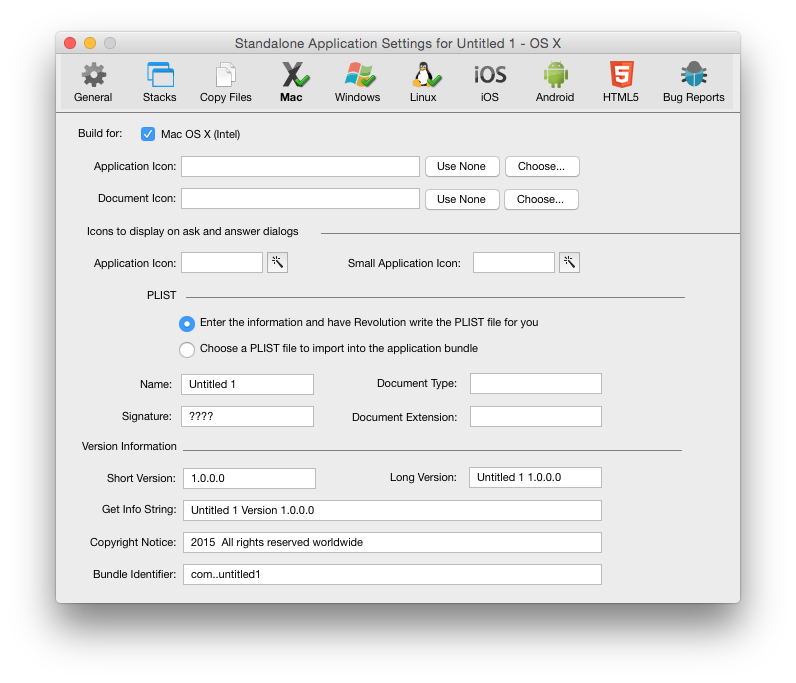 Standalone Application Settings for Untitled 1 - OS X
General Stacks Copy Files Mac Windows Linux iOS iOS Android 5 HTML5 Bug Reports
Build for: Mac OS X (Intel)
Application Icon: Use None Choose...
Document Icon: Use None Choose...
Icons to display on ask and answer dialogs
Application Icon: Small Application Icon:
PLIST
Enter the information and have Revolution write the PLIST file for you
Choose a PLIST file to import into the application bundle
Name: Untitled 1 Document Type:
Signature: ???? Document Extension:
Version Information
Short Version: 1.0.0.0 Long Version: Untitled 1 1.0.0.0
Get Info String: Untitled 1 Version 1.0.0.0
Copyright Notice: 2015  All rights reserved worldwide
Bundle Identifier: com..untitled1